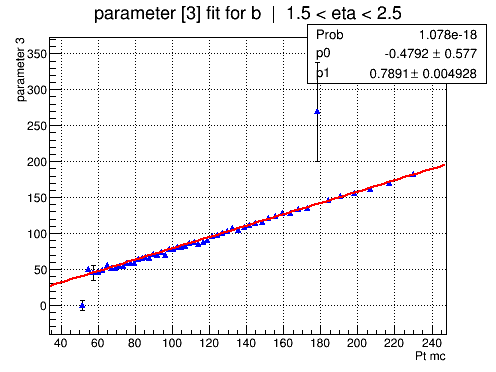 parameter [3] fit for b | 1.5 < eta < 2.5
Prob 1.078e-18
p0 -0.4792 ± 0.577
p1 0.7891 ± 0.004928
parameter 3
350
300
250
200
150
100
50
0
40 60 80 100 120 140 160 180 200 220 240
Pt mc